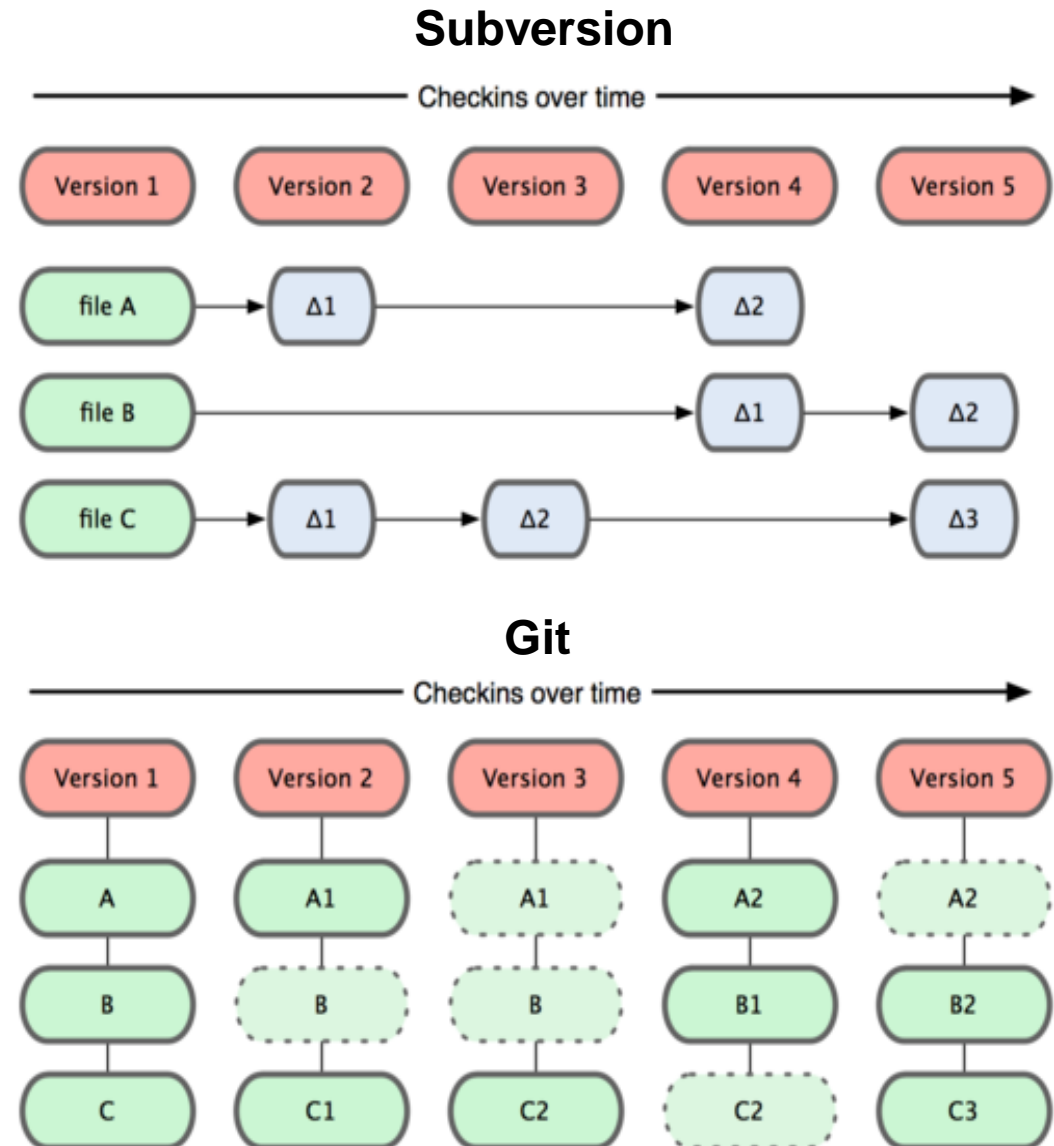 Subversion
Checkins over time
Version 1 Version 2 Version 3 Version 4 Version 5
file A Δ1 Δ2
file B Δ1 Δ2
file C Δ1 Δ2 Δ3
Git
Checkins over time
Version 1 Version 2 Version 3 Version 4 Version 5
A A1 A1 A2 A2
B B B B1 B2
C C1 C2 C2 C3